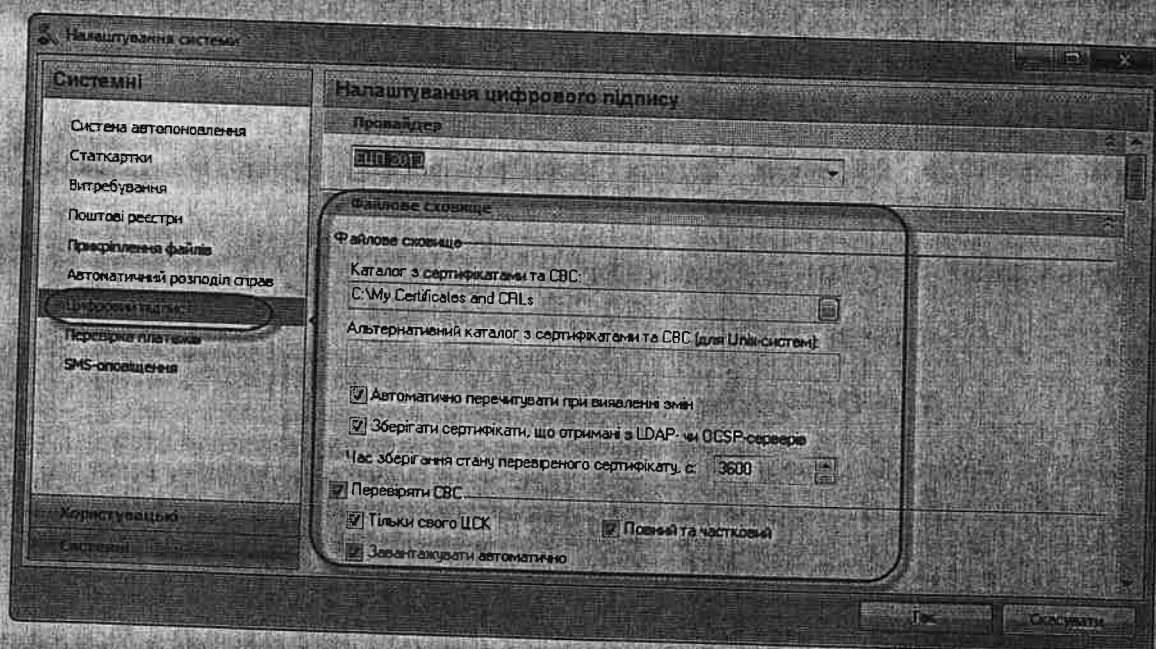 Налаштування системи
Системні
Система автопоновлення
Статкартки
Витребування
Поштові реєстри
Прикріплення файлів
Автоматичний розподіл справ
Цифровий підпис
Перевірка платежів
SMS-оповіщення
Користувацькі
Системні
Налаштування цифрового підпису
Провайдер
ЕЦП 2013
Файлове сховище
Файлове сховище
Каталог з сертифікатами та СВС:
C:\My Certificates and CRLs
Альтернативний каталог з сертифікатами та СВС (для Unix-систем):
Автоматично перечитувати при виявленні змін
Зберігати сертифікати, що отримані з LDAP- чи OCSP-серверів
Час зберігання стану перевіреного сертифікату, с: 3600
Перевіряти СВС
Тільки свого ЦСК Повний та частковий
Завантажувати автоматично
Так Скасувати